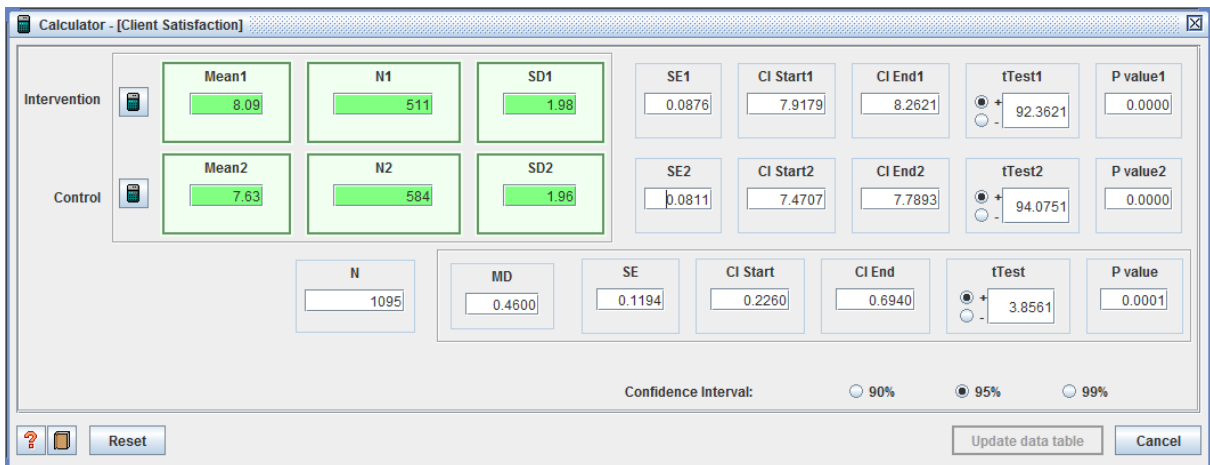 Calculator - [Client Satisfaction]
Mean1 N1 SD1 SE1 CI Start1 CI End1 tTest1 P value1
Intervention 8.09 511 1.98 0.0876 7.9179 8.2621 + - 92.3621 0.0000
Mean2 N2 SD2 SE2 CI Start2 CI End2 tTest2 P value2
Control 7.63 584 1.96 0.0811 7.4707 7.7893 + - 94.0751 0.0000
N MD SE CI Start CI End tTest P value
1095 0.4600 0.1194 0.2260 0.6940 + - 3.8561 0.0001
Confidence Interval: 90% 95% 99%
? Reset Update data table Cancel